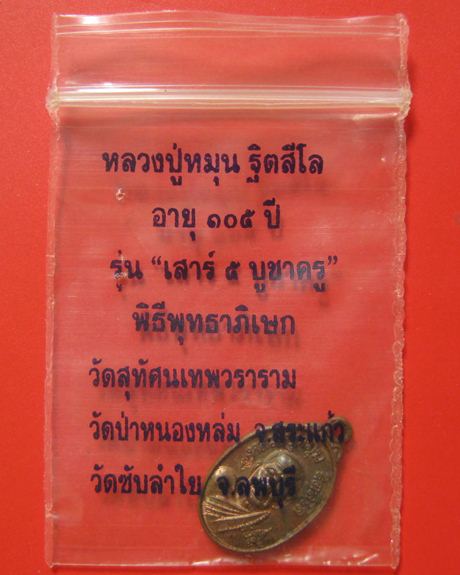 หลวงปู่หมุน ฐิตสีโล
อายุ ๑๐๕ ปี
รุ่น “เสาร์ ๕ บูชาครู”
พิธีพุทธาภิเษก
วัดสุทัศนเทพวราราม
วัดป่าหนองหล่ม จ.สระแก้ว
วัดซับลำใย จ.ลพบุรี